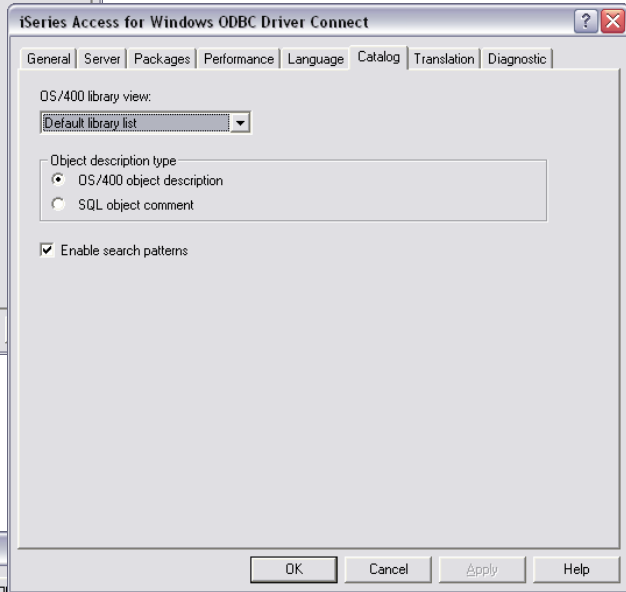 iSeries Access for Windows ODBC Driver Connect
General Server Packages Performance Language Catalog Translation Diagnostic
OS/400 library view:
Default library list
Object description type
OS/400 object description
SQL object comment
Enable search patterns
OK Cancel Apply Help